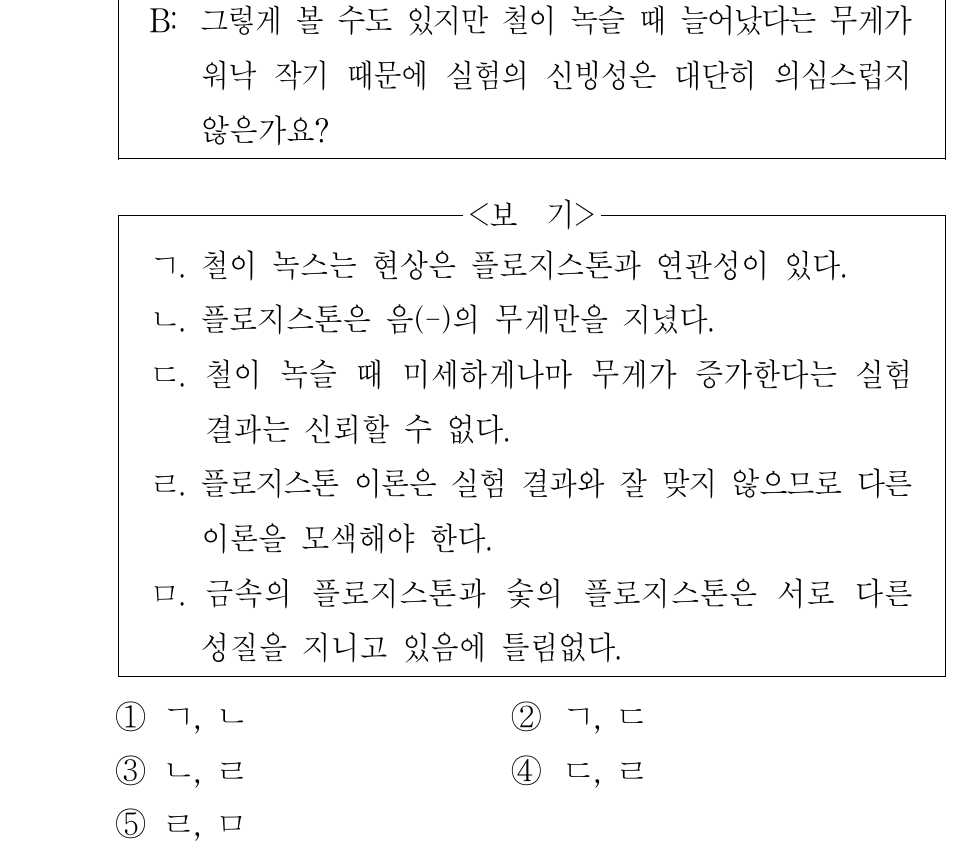 B: 그렇게 볼 수도 있지만 철이 녹슬 때 늘어났다는 무게가
워낙 작기 때문에 실험의 신빙성은 대단히 의심스럽지
않은가요?
<보 기>
ㄱ. 철이 녹스는 현상은 플로지스톤과 연관성이 있다.
ㄴ. 플로지스톤은 음(-)의 무게만을 지녔다.
ㄷ. 철이 녹슬 때 미세하게나마 무게가 증가한다는 실험
결과는 신뢰할 수 없다.
ㄹ. 플로지스톤 이론은 실험 결과와 잘 맞지 않으므로 다른
이론을 모색해야 한다.
ㅁ. 금속의 플로지스톤과 숯의 플로지스톤은 서로 다른
성질을 지니고 있음에 틀림없다.
① ㄱ, ㄴ ② ㄱ, ㄷ
③ ㄴ, ㄹ ④ ㄷ, ㄹ
⑤ ㄹ, ㅁ